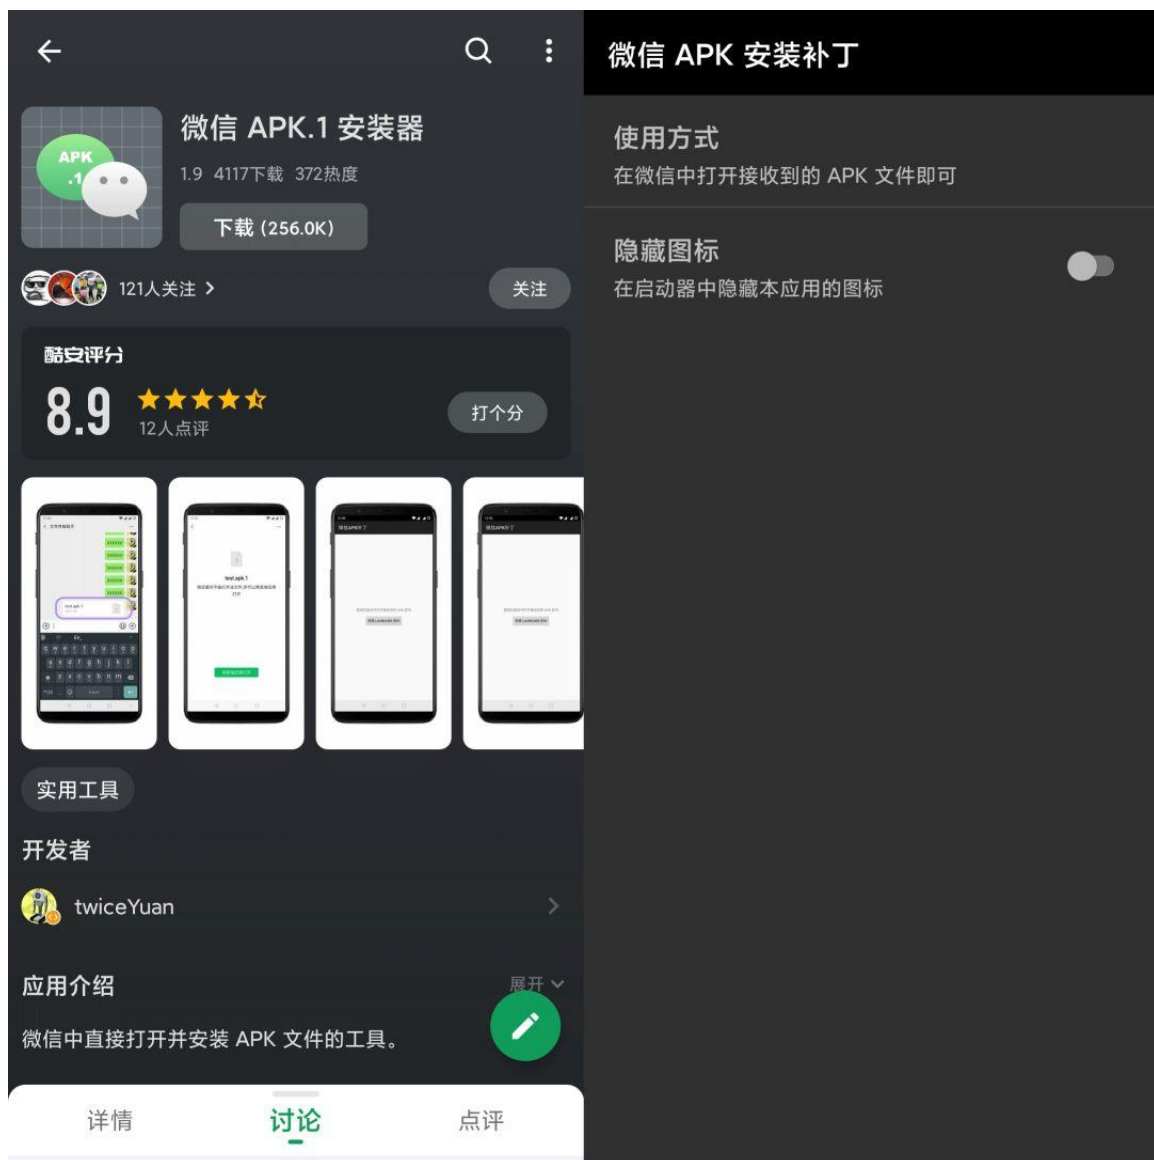 微信 APK.1 安装器
APK
.1
1.9 4117下载 372热度
下载 (256.0K)
121人关注
关注
酷安评分
8.9
12人点评
打个分
test.apk.1
实用工具
开发者
twiceYuan
应用介绍
展开
微信中直接打开并安装 APK 文件的工具。
详情
讨论
点评
微信 APK 安装补丁
使用方式
在微信中打开接收到的 APK 文件即可
隐藏图标
在启动器中隐藏本应用的图标